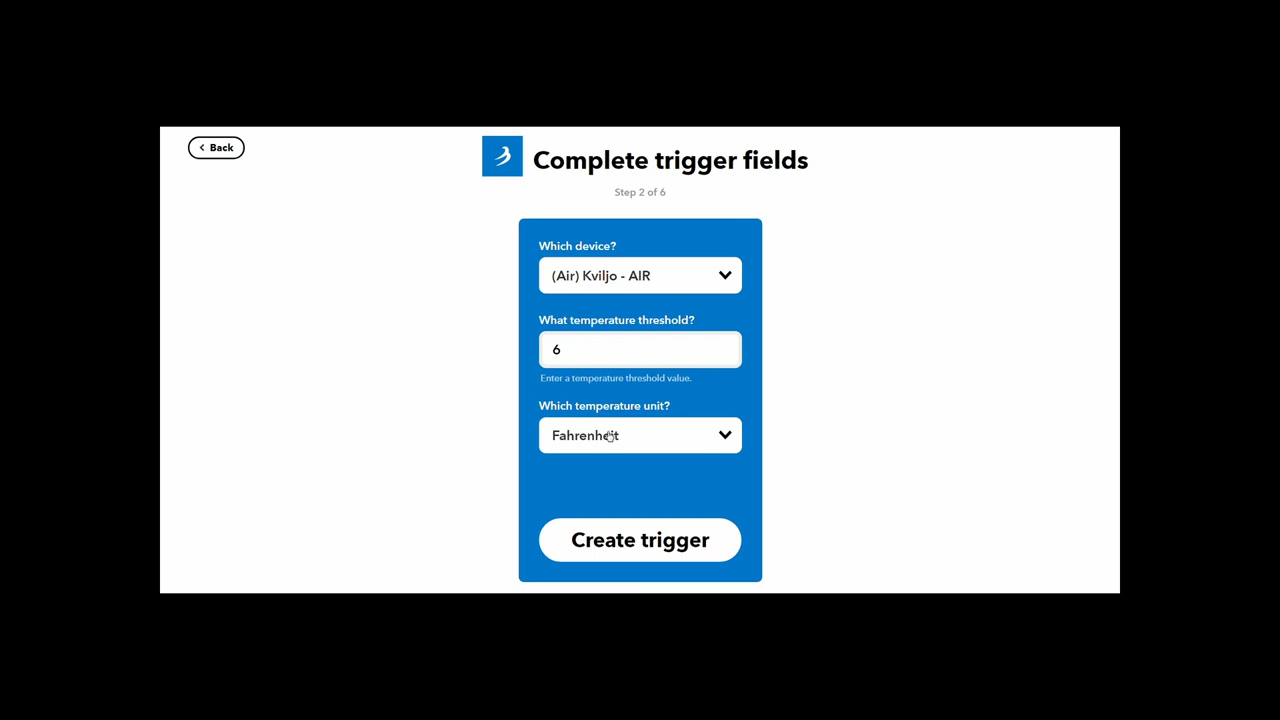 Back
Complete trigger fields
Step 2 of 6
Which device?
(Air) Kviljo - AIR
What temperature threshold?
6
Enter a temperature threshold value.
Which temperature unit?
Fahrenheit
Create trigger